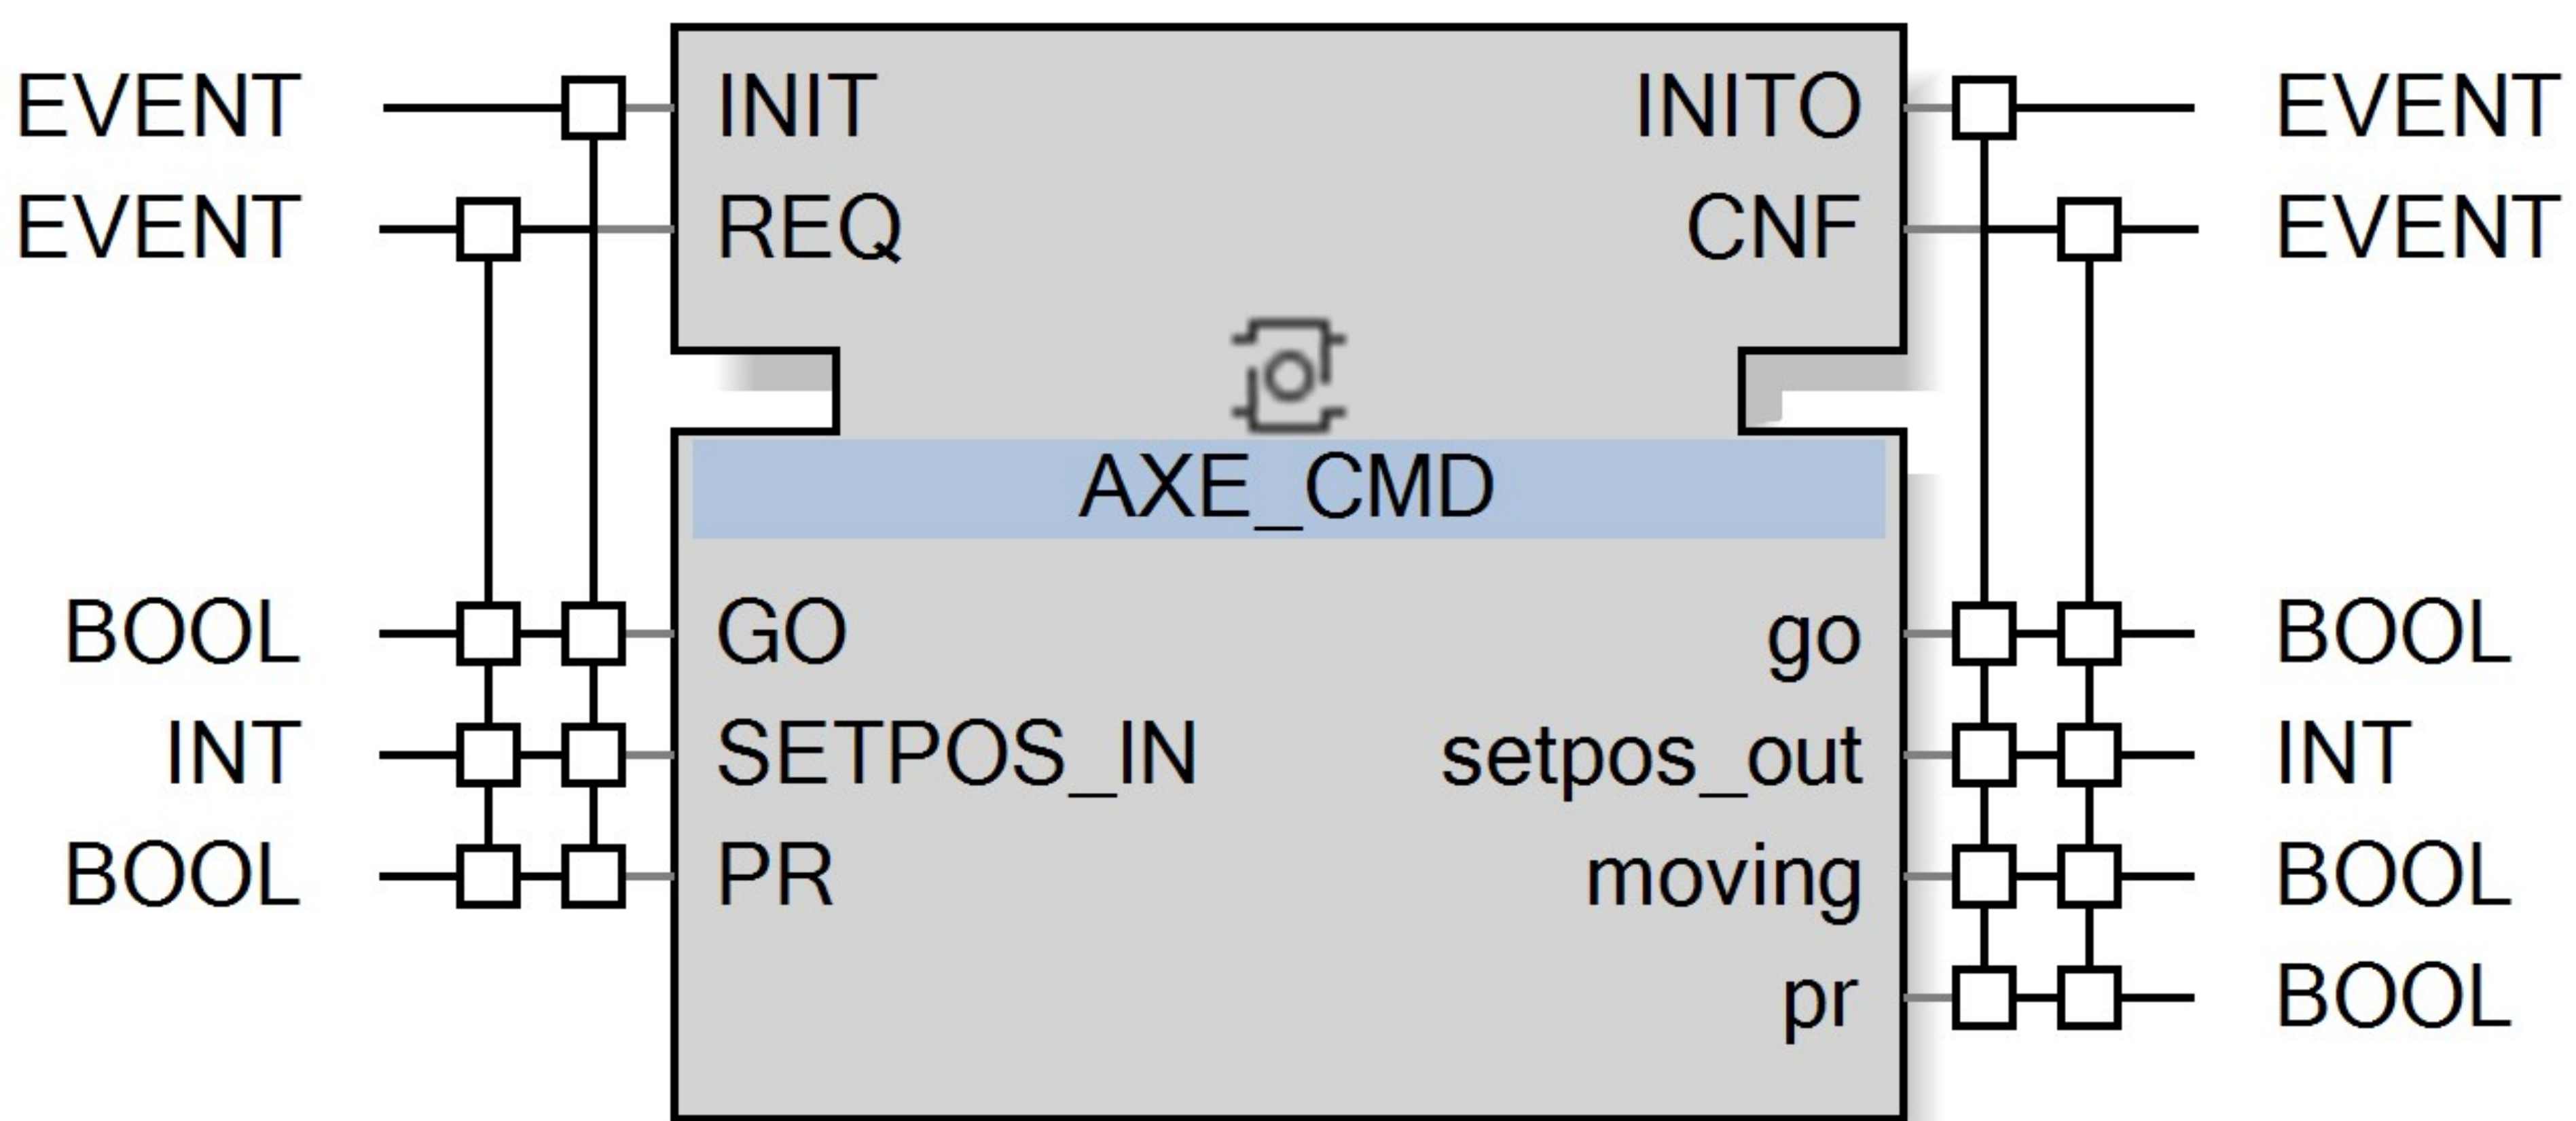 EVENT INIT INITO EVENT
EVENT REQ CNF EVENT
AXE_CMD
BOOL GO go BOOL
INT SETPOS_IN setpos_out INT
BOOL PR moving BOOL
pr BOOL